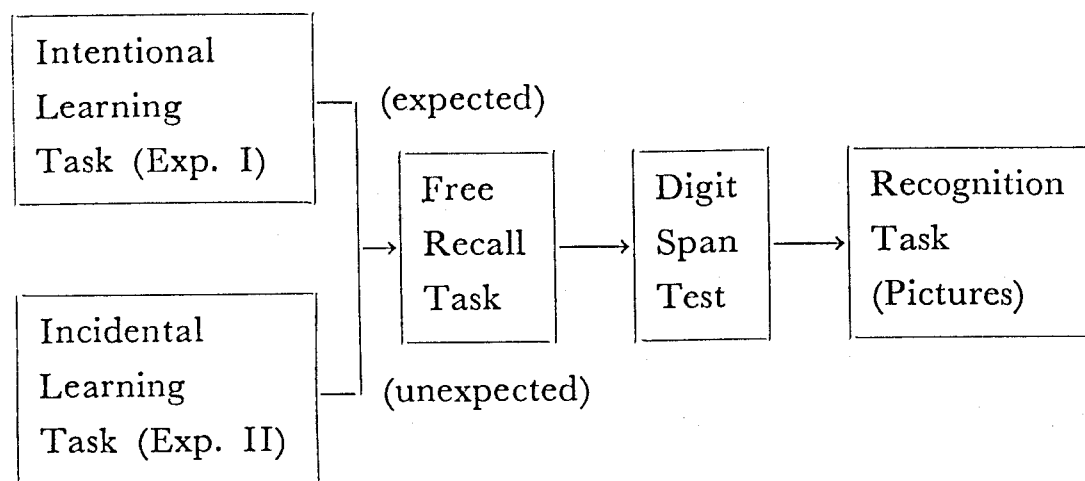 Intentional
Learning
Task (Exp. I)
(expected)
Free
Recall
Task
Digit
Span
Test
Recognition
Task
(Pictures)
Incidental
Learning
Task (Exp. II)
(unexpected)